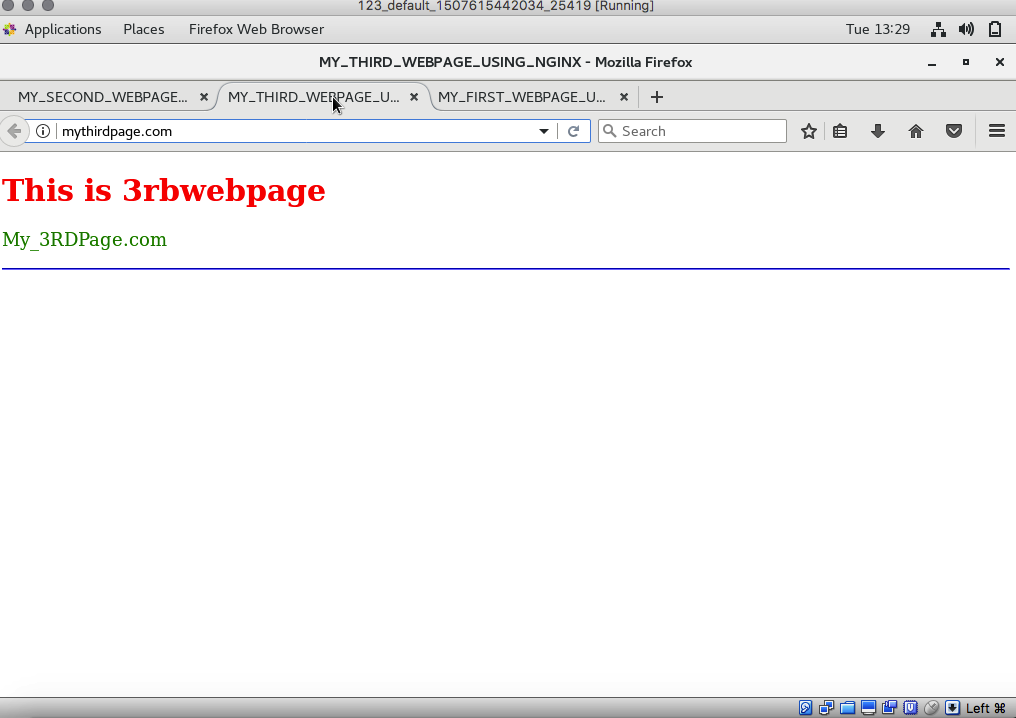 123_default_1507615442034_25419 [Running]
Applications Places Firefox Web Browser Tue 13:29
MY_THIRD_WEBPAGE_USING_NGINX - Mozilla Firefox
MY_SECOND_WEBPAGE... MY_THIRD_WEBPAGE_U... MY_FIRST_WEBPAGE_U...
mythirdpage.com Search
This is 3rbwebpage
My_3RDPage.com
Left ⌘